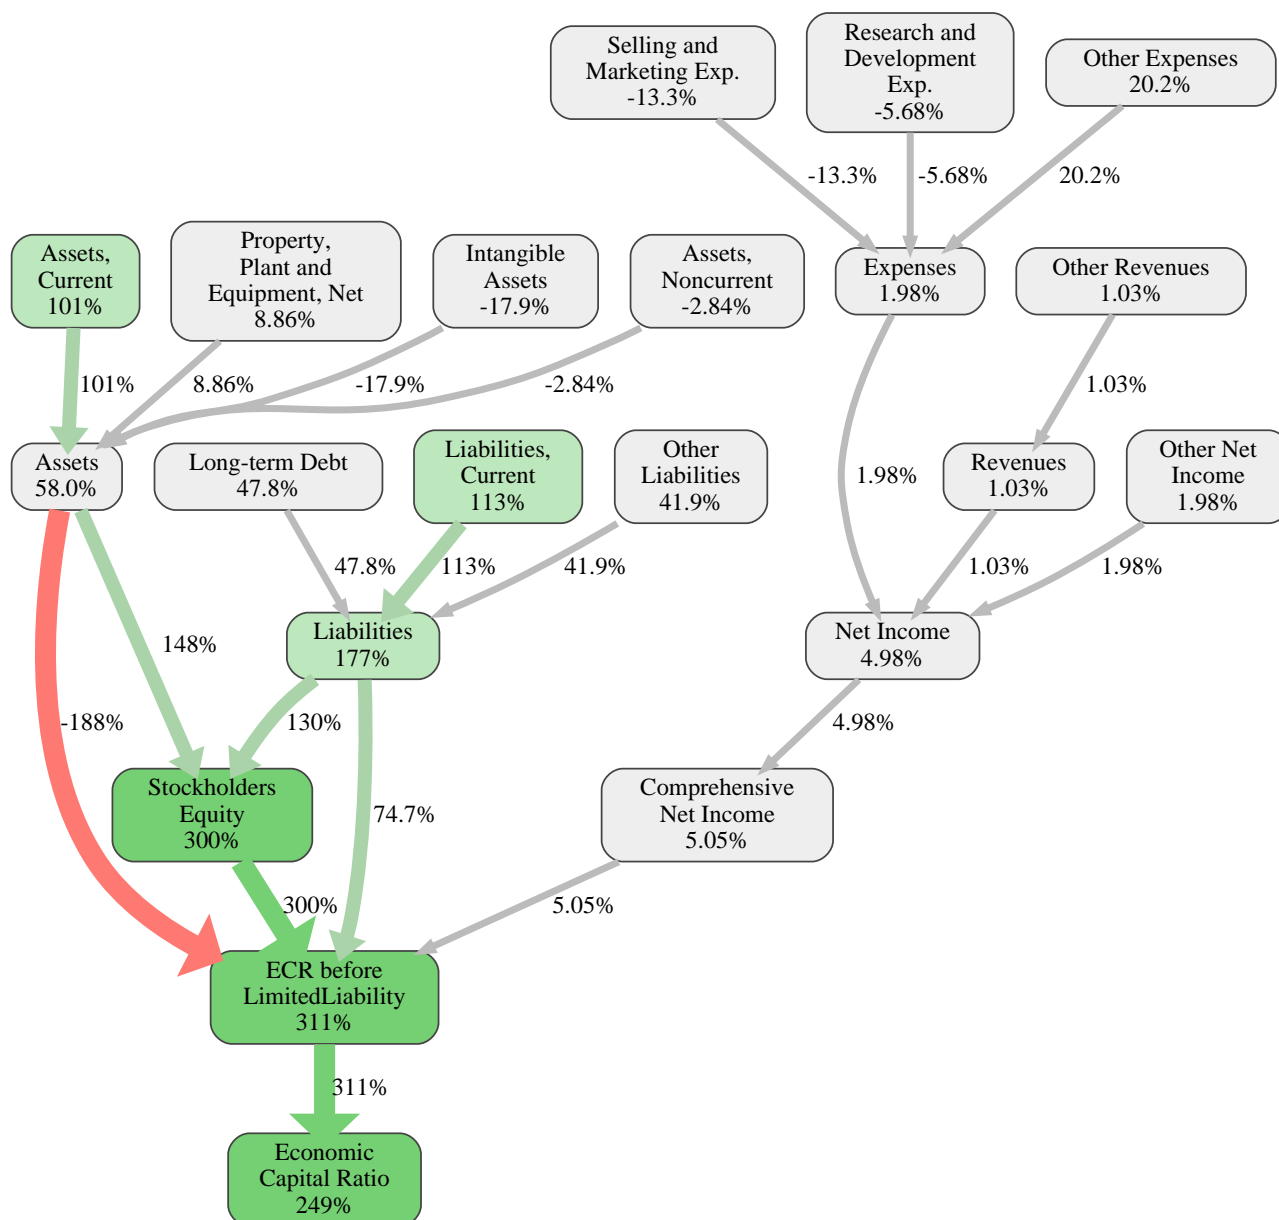 Selling and
Marketing Exp.
-13.3%
Research and
Development
Exp.
-5.68%
Other Expenses
20.2%
-13.3%
-5.68%
20.2%
Assets,
Current
101%
Property,
Plant and
Equipment, Net
8.86%
Intangible
Assets
-17.9%
Assets,
Noncurrent
-2.84%
Expenses
1.98%
Other Revenues
1.03%
101%
8.86%
-17.9%
-2.84%
1.03%
Assets
58.0%
Long-term Debt
47.8%
Liabilities,
Current
113%
Other
Liabilities
41.9%
1.98%
Revenues
1.03%
Other Net
Income
1.98%
47.8%
113%
41.9%
1.03%
1.98%
148%
Liabilities
177%
Net Income
4.98%
-188%
130%
4.98%
Stockholders
Equity
300%
74.7%
Comprehensive
Net Income
5.05%
300%
5.05%
ECR before
LimitedLiability
311%
311%
Economic
Capital Ratio
249%